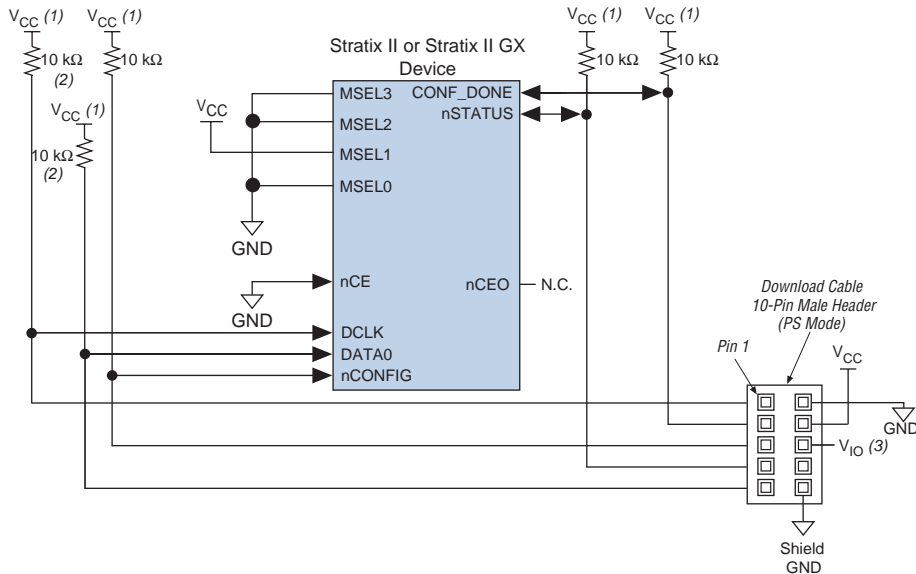 VCC (1)
VCC (1)
10 kΩ
(2)
10 kΩ
VCC (1)
10 kΩ
(2)
Stratix II or Stratix II GX
Device
VCC
MSEL3
MSEL2
MSEL1
MSEL0
GND
nCE
GND
DCLK
DATA0
nCONFIG
CONF_DONE
nSTATUS
nCEO
N.C.
VCC (1)
VCC (1)
10 kΩ
10 kΩ
Download Cable
10-Pin Male Header
(PS Mode)
Pin 1
VCC
GND
VIO (3)
Shield
GND